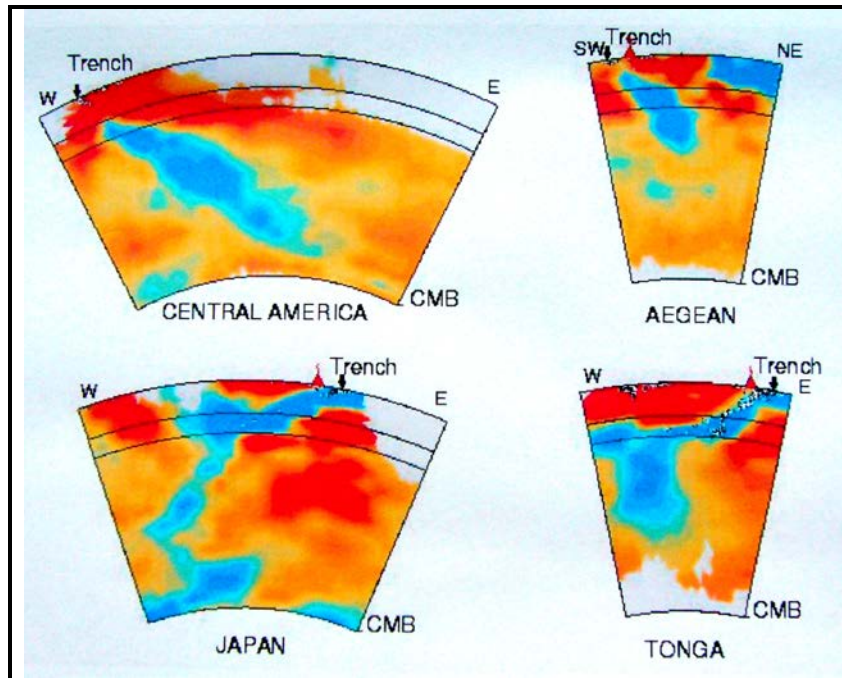 Trench
W
E
CMB
CENTRAL AMERICA
Trench
SW
NE
CMB
AEGEAN
Trench
W
E
CMB
JAPAN
Trench
W
E
CMB
TONGA